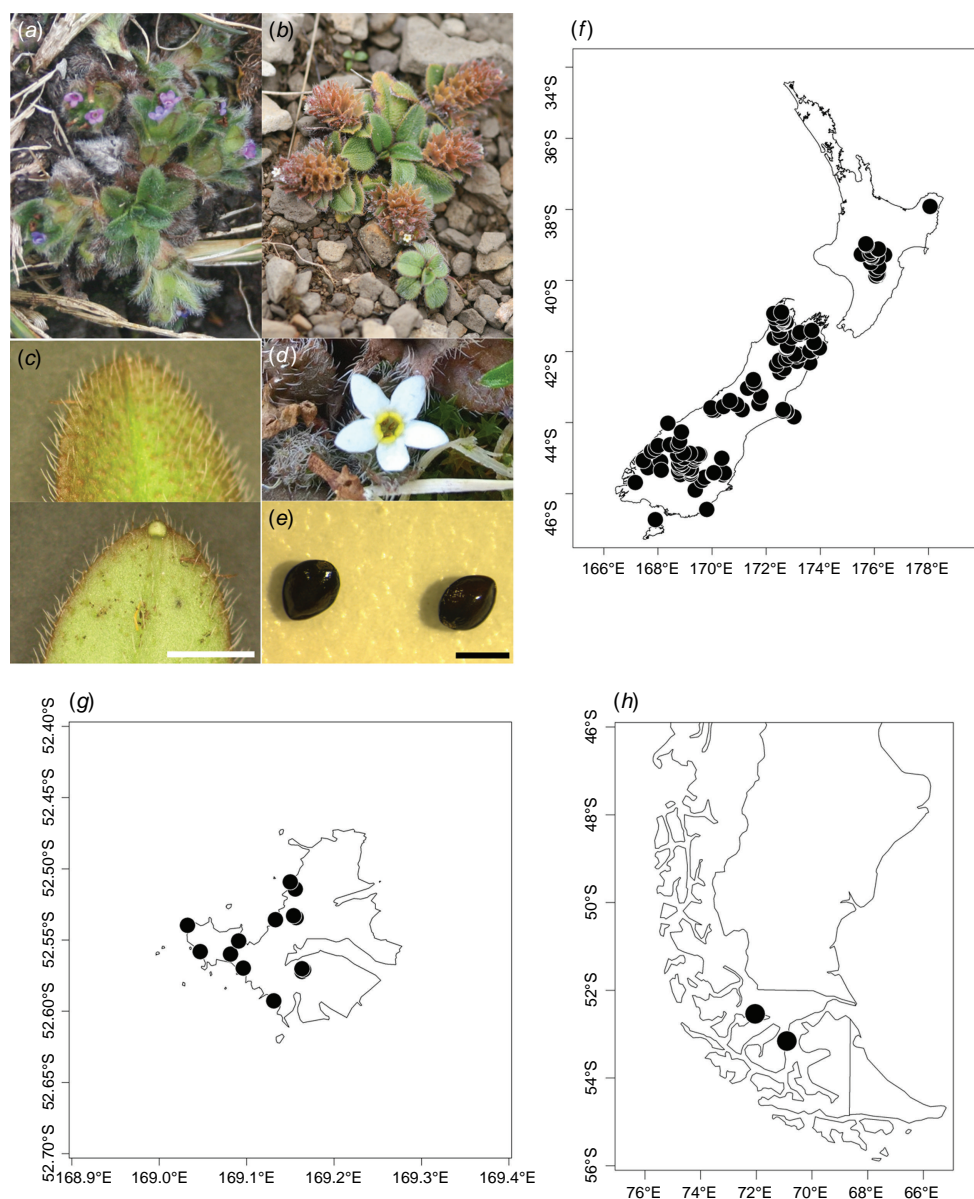 (a)
(b)
(c)
(d)
(e)
(f)
34°S
36°S
38°S
40°S
42°S
44°S
46°S
166°E 168°E 170°E 172°E 174°E 176°E 178°E
(g)
52.40°S
52.45°S
52.50°S
52.55°S
52.60°S
52.65°S
52.70°S
168.9°E 169.0°E 169.1°E 169.2°E 169.3°E 169.4°E
(h)
46°S
48°S
50°S
52°S
54°S
56°S
76°E 74°E 72°E 70°E 68°E 66°E